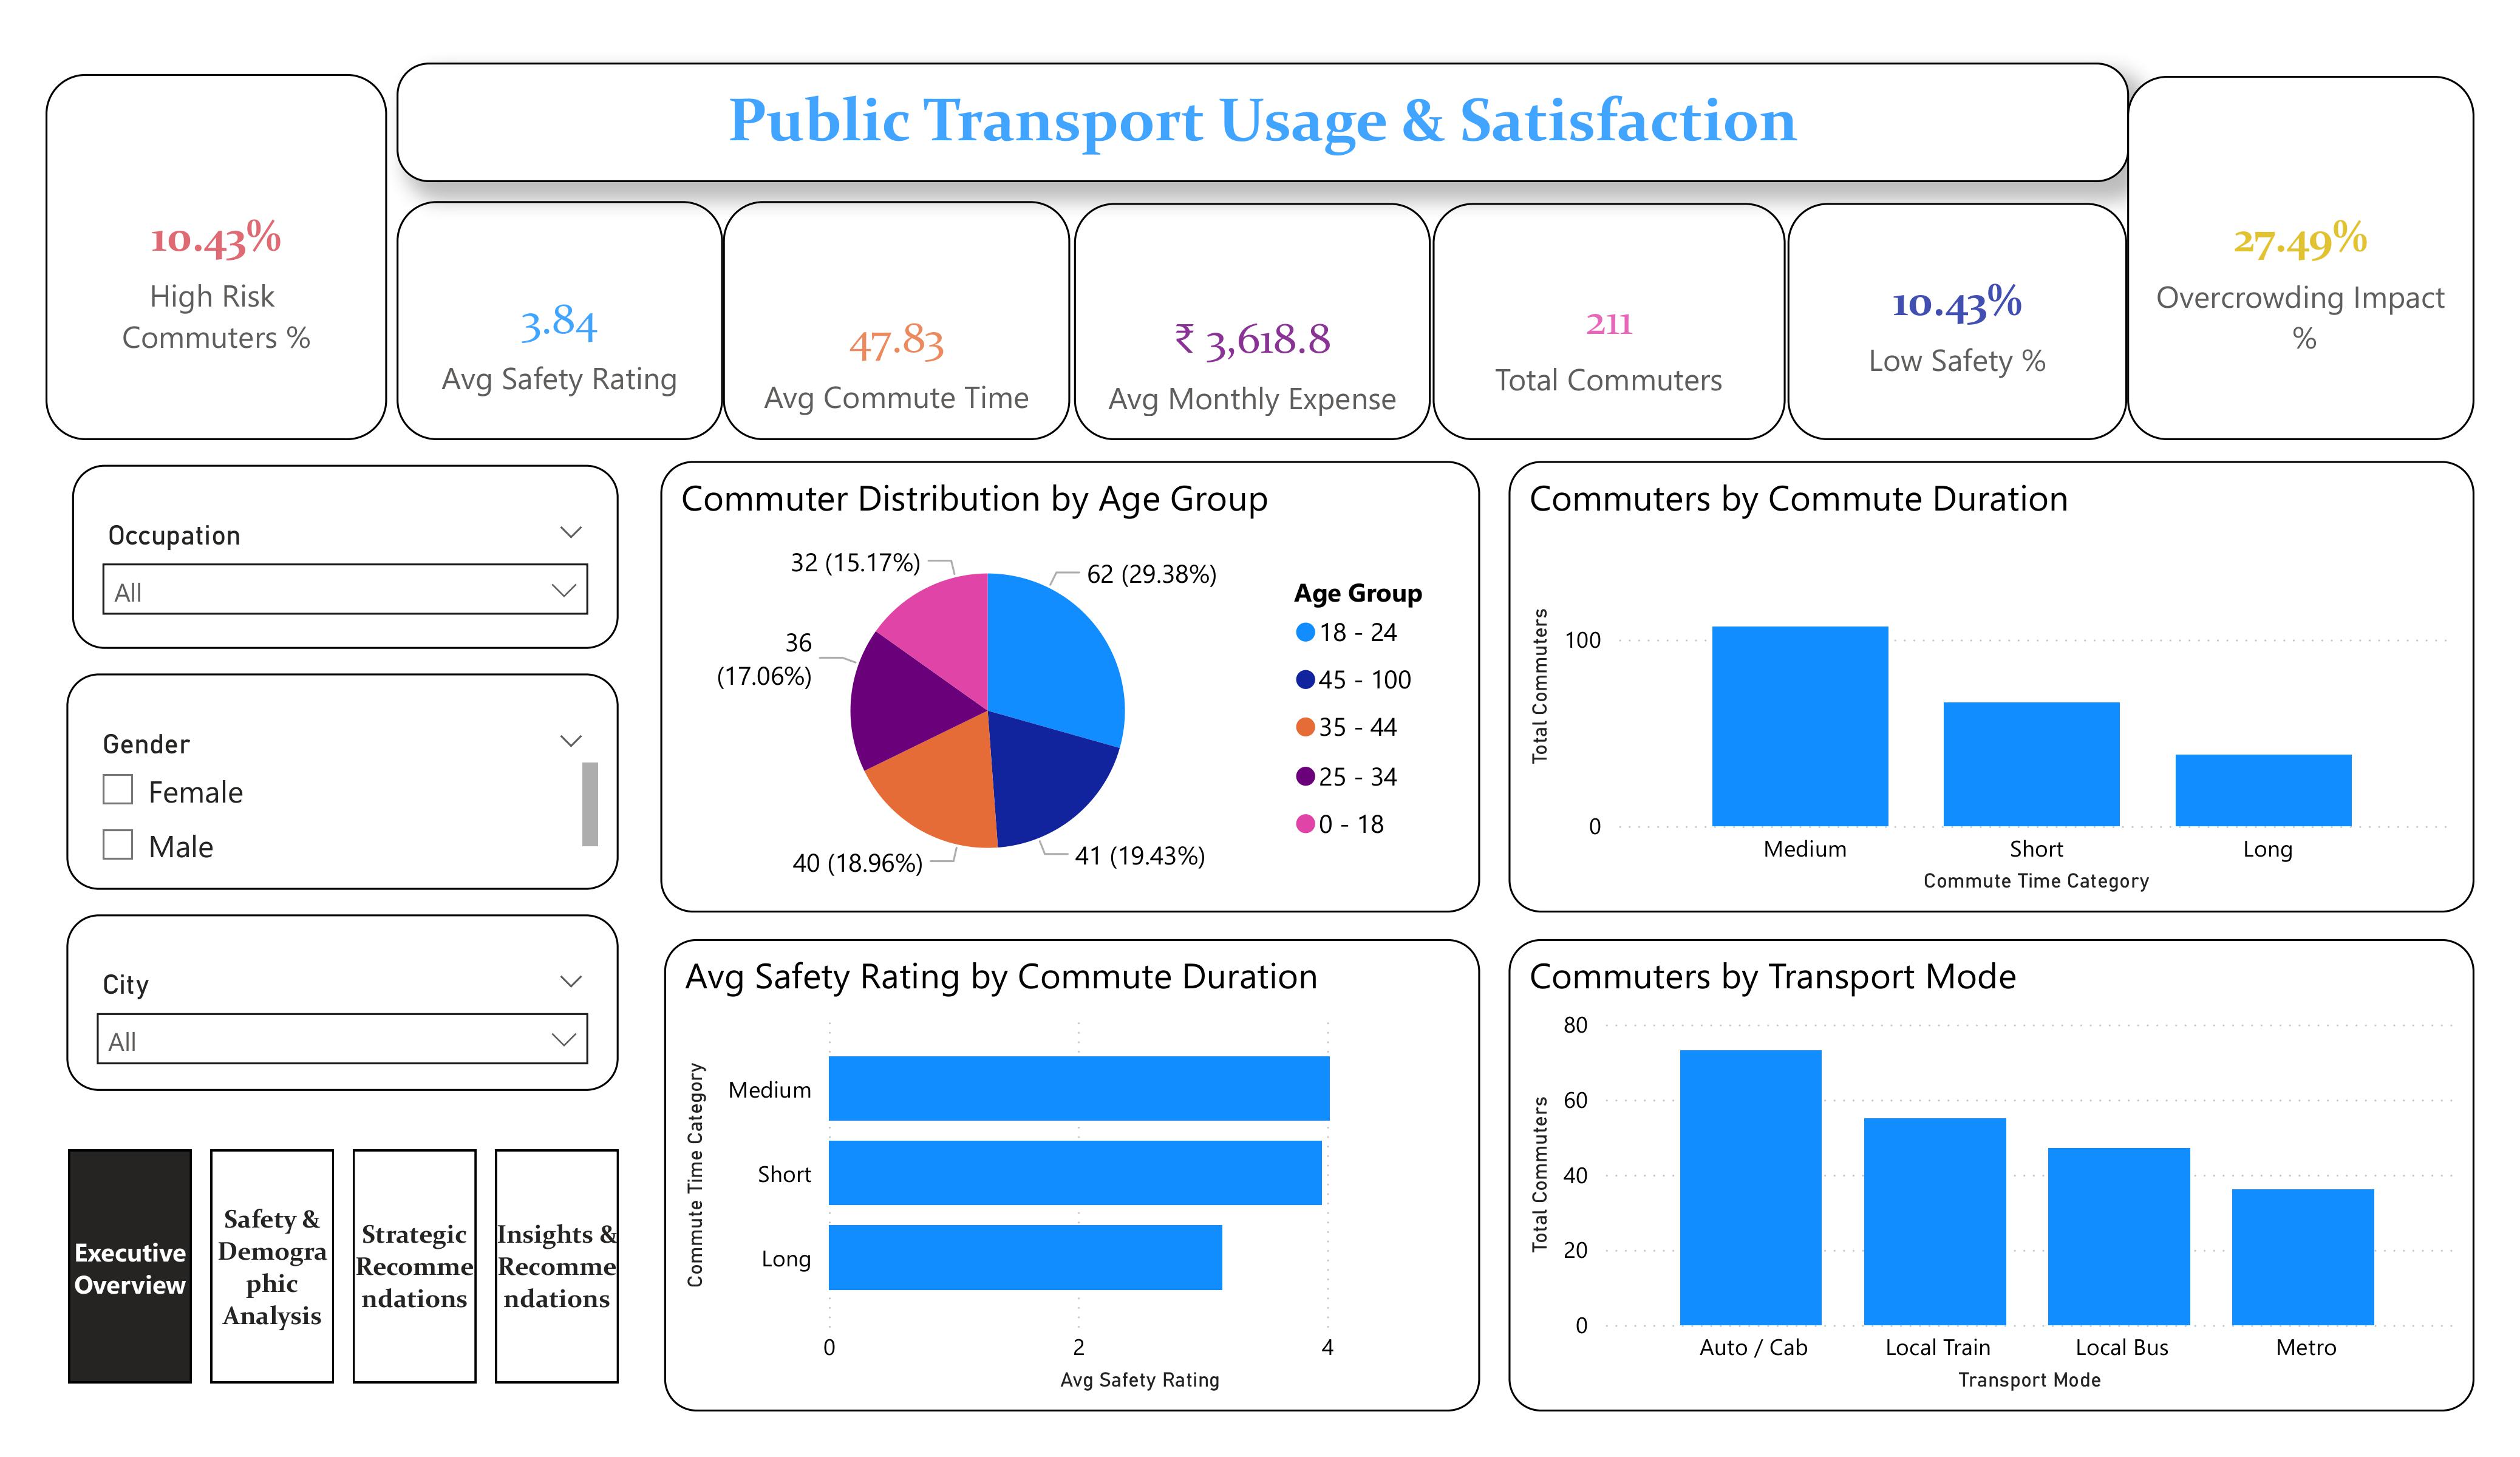 Public Transport Usage & Satisfaction
10.43%
High Risk
Commuters %
3.84
Avg Safety Rating
47.83
Avg Commute Time
₹ 3,618.8
Avg Monthly Expense
211
Total Commuters
10.43%
Low Safety %
27.49%
Overcrowding Impact
%
Occupation
All
Gender
Female
Male
City
All
Executive
Overview
Safety &
Demogra
phic
Analysis
Strategic
Recomme
ndations
Insights &
Recomme
ndations
Commuter Distribution by Age Group
32 (15.17%)
62 (29.38%)
36
(17.06%)
40 (18.96%)
41 (19.43%)
Age Group
18 - 24
45 - 100
35 - 44
25 - 34
0 - 18
Commuters by Commute Duration
Total Commuters
100
0
Medium
Short
Long
Commute Time Category
Avg Safety Rating by Commute Duration
Commute Time Category
Medium
Short
Long
0
2
4
Avg Safety Rating
Commuters by Transport Mode
Total Commuters
80
60
40
20
0
Auto / Cab
Local Train
Local Bus
Metro
Transport Mode